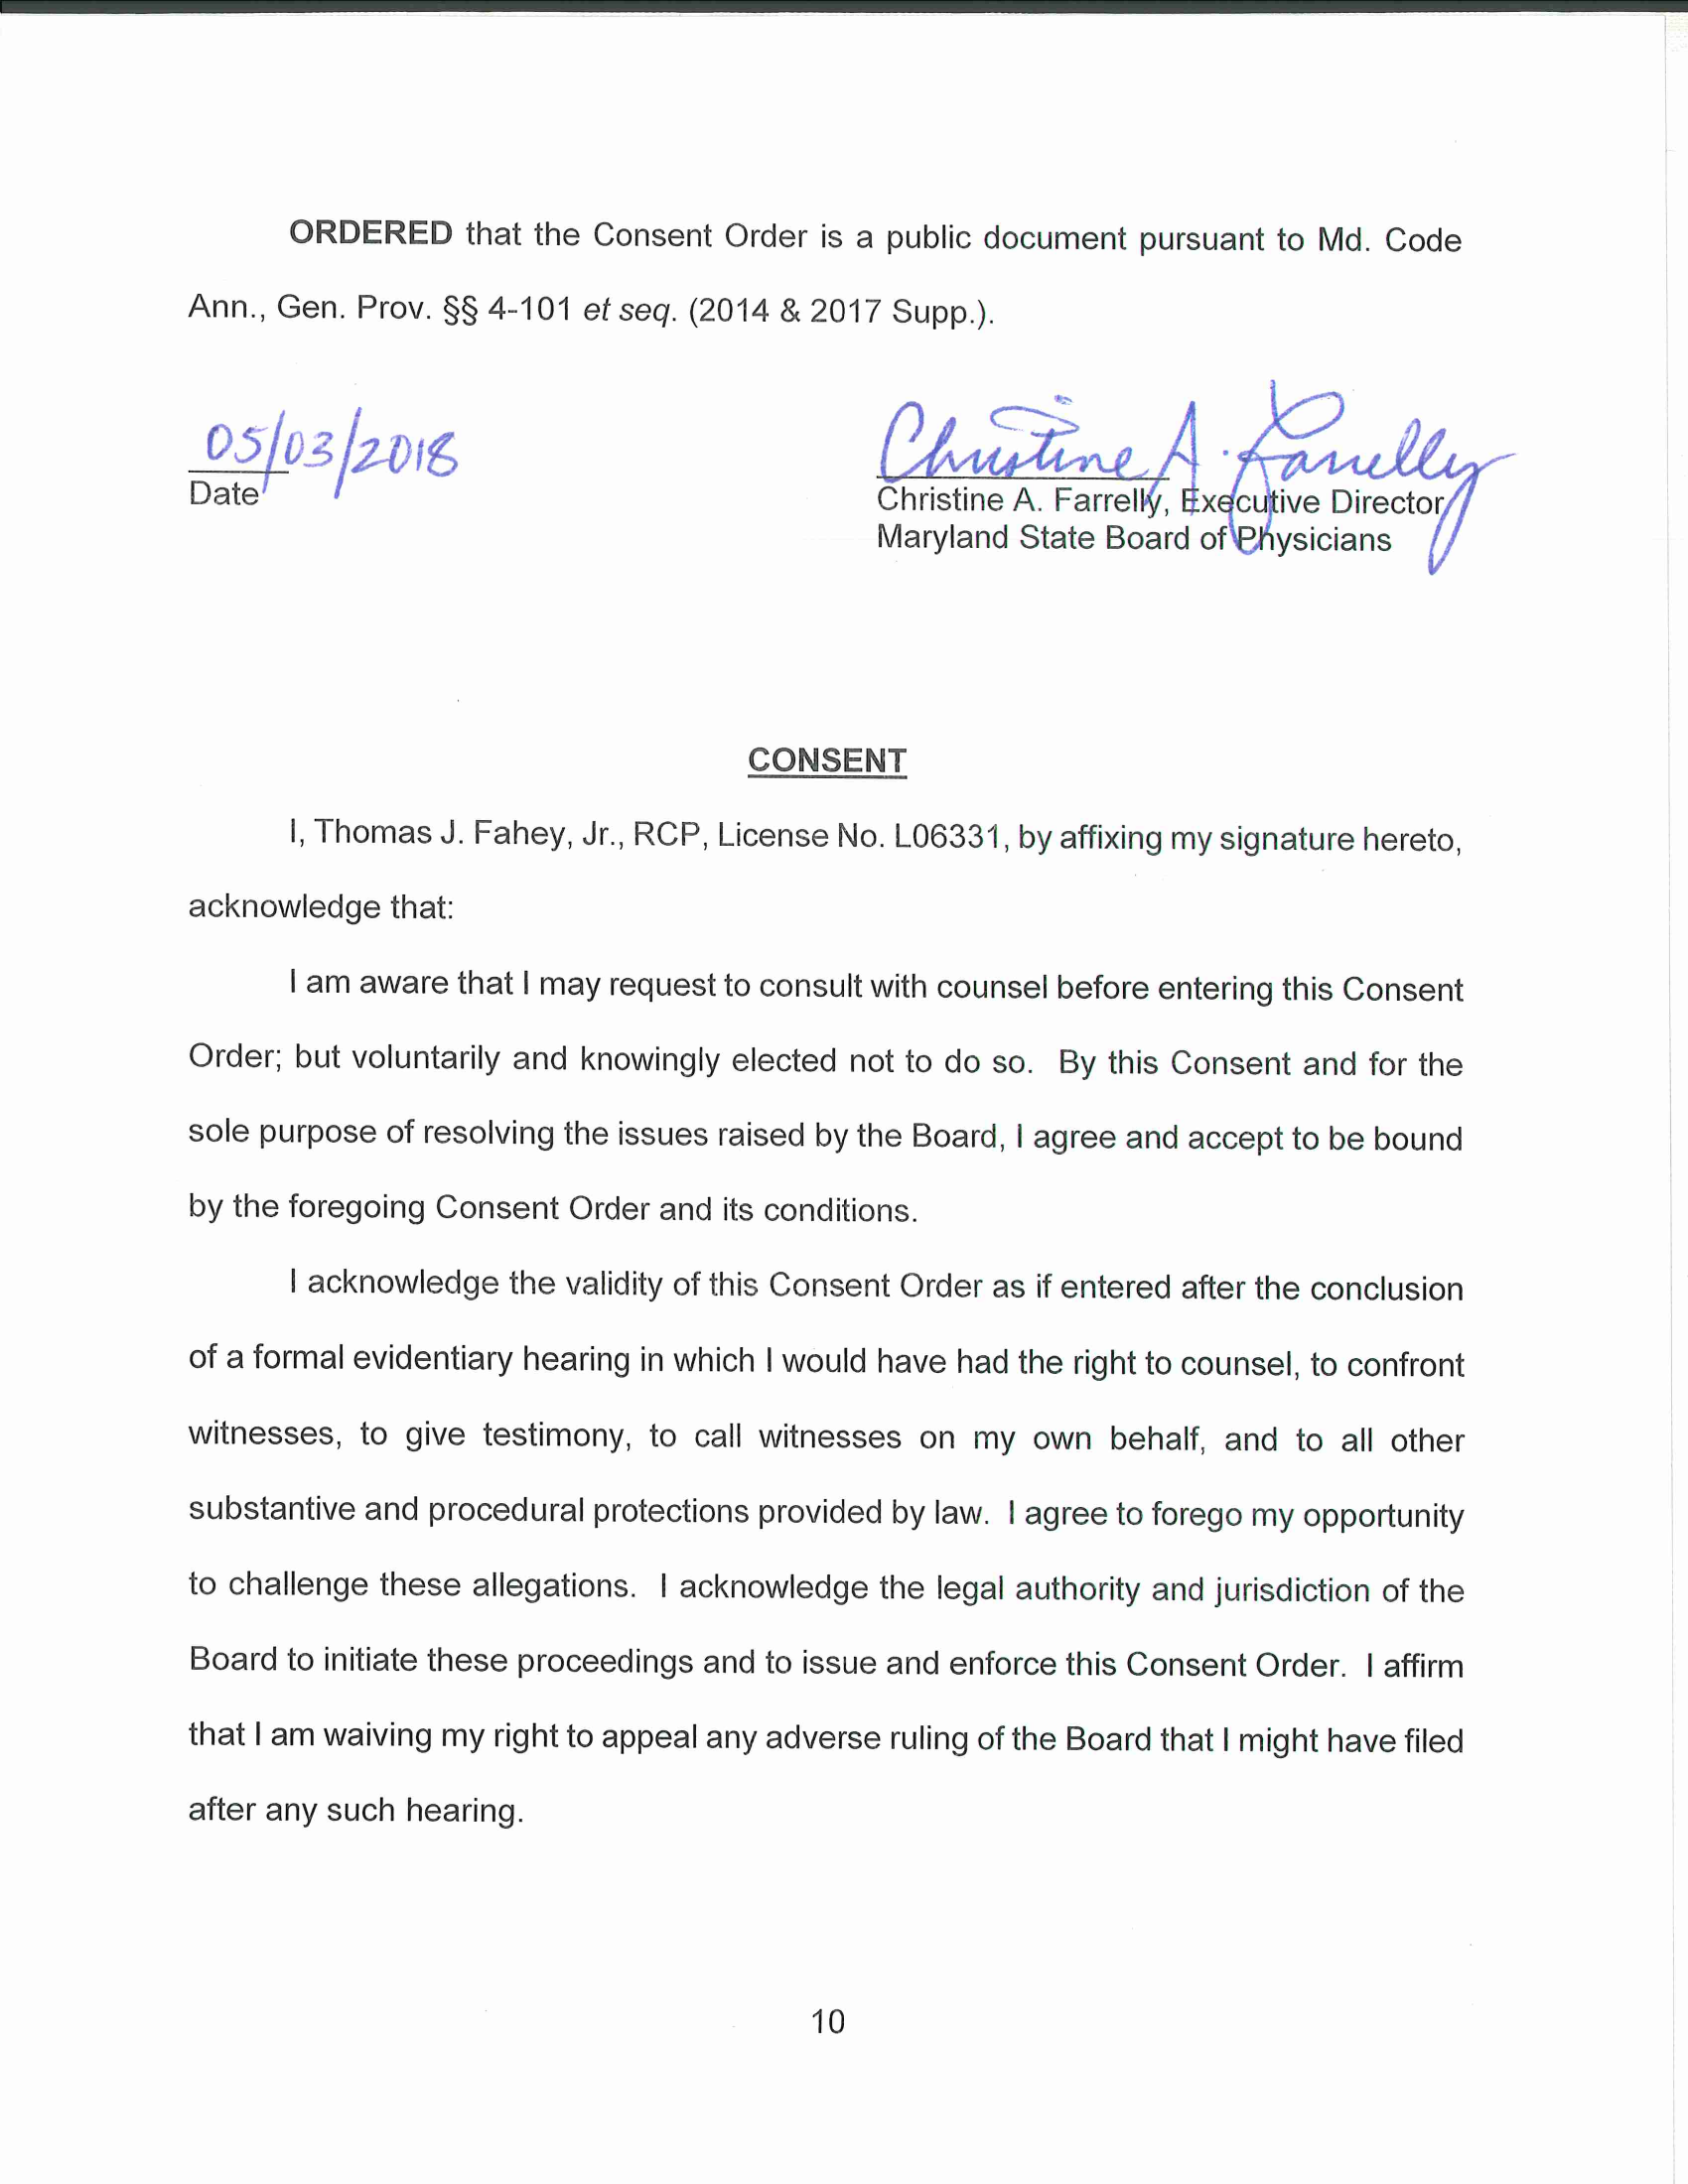 ORDERED that the Consent Order is a public document pursuant to Md. Code
Ann., Gen. Prov. §§ 4-101 et seq. (2014 & 2017 Supp.).
05/03/2018
Date
Christine A. Farrelly
Christine A. Farrelly, Executive Director
Maryland State Board of Physicians
CONSENT
I, Thomas J. Fahey, Jr., RCP, License No. L06331, by affixing my signature hereto,
acknowledge that:
I am aware that I may request to consult with counsel before entering this Consent
Order; but voluntarily and knowingly elected not to do so. By this Consent and for the
sole purpose of resolving the issues raised by the Board, I agree and accept to be bound
by the foregoing Consent Order and its conditions.
I acknowledge the validity of this Consent Order as if entered after the conclusion
of a formal evidentiary hearing in which I would have had the right to counsel, to confront
witnesses, to give testimony, to call witnesses on my own behalf, and to all other
substantive and procedural protections provided by law. I agree to forego my opportunity
to challenge these allegations. I acknowledge the legal authority and jurisdiction of the
Board to initiate these proceedings and to issue and enforce this Consent Order. I affirm
that I am waiving my right to appeal any adverse ruling of the Board that I might have filed
after any such hearing.
10